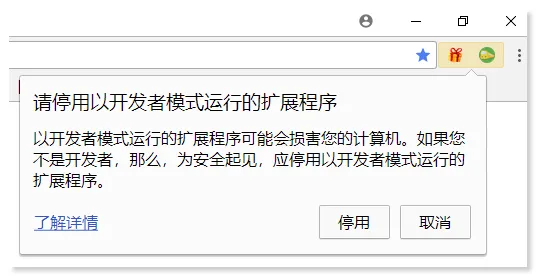 请停用以开发者模式运行的扩展程序
以开发者模式运行的扩展程序可能会损害您的计算机。如果您
不是开发者，那么，为安全起见，应停用以开发者模式运行的
扩展程序。
了解详情
停用
取消